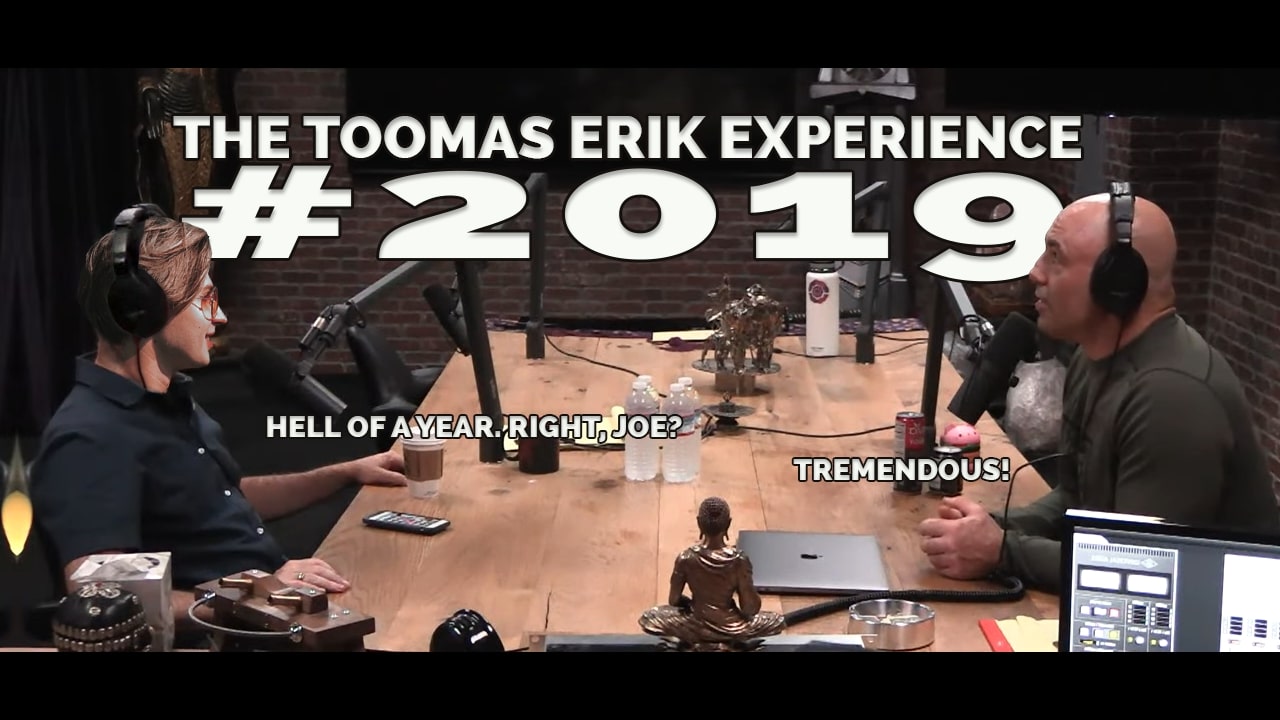 THE TOOMAS ERIK EXPERIENCE
#2019
HELL OF A YEAR. RIGHT, JOE?
TREMENDOUS!